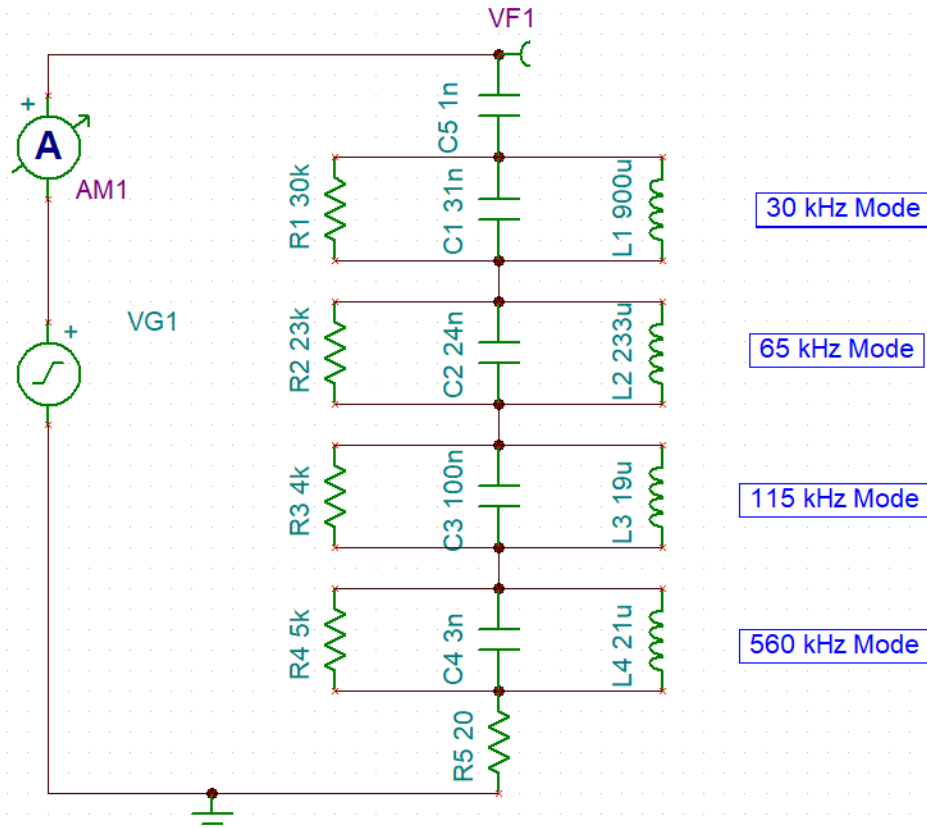 VF1
C5 1n
+
A
AM1
R1 30k
C1 31n
L1 900u
30 kHz Mode
+
VG1
R2 23k
C2 24n
L2 233u
65 kHz Mode
R3 4k
C3 100n
L3 19u
115 kHz Mode
R4 5k
C4 3n
L4 21u
560 kHz Mode
R5 20